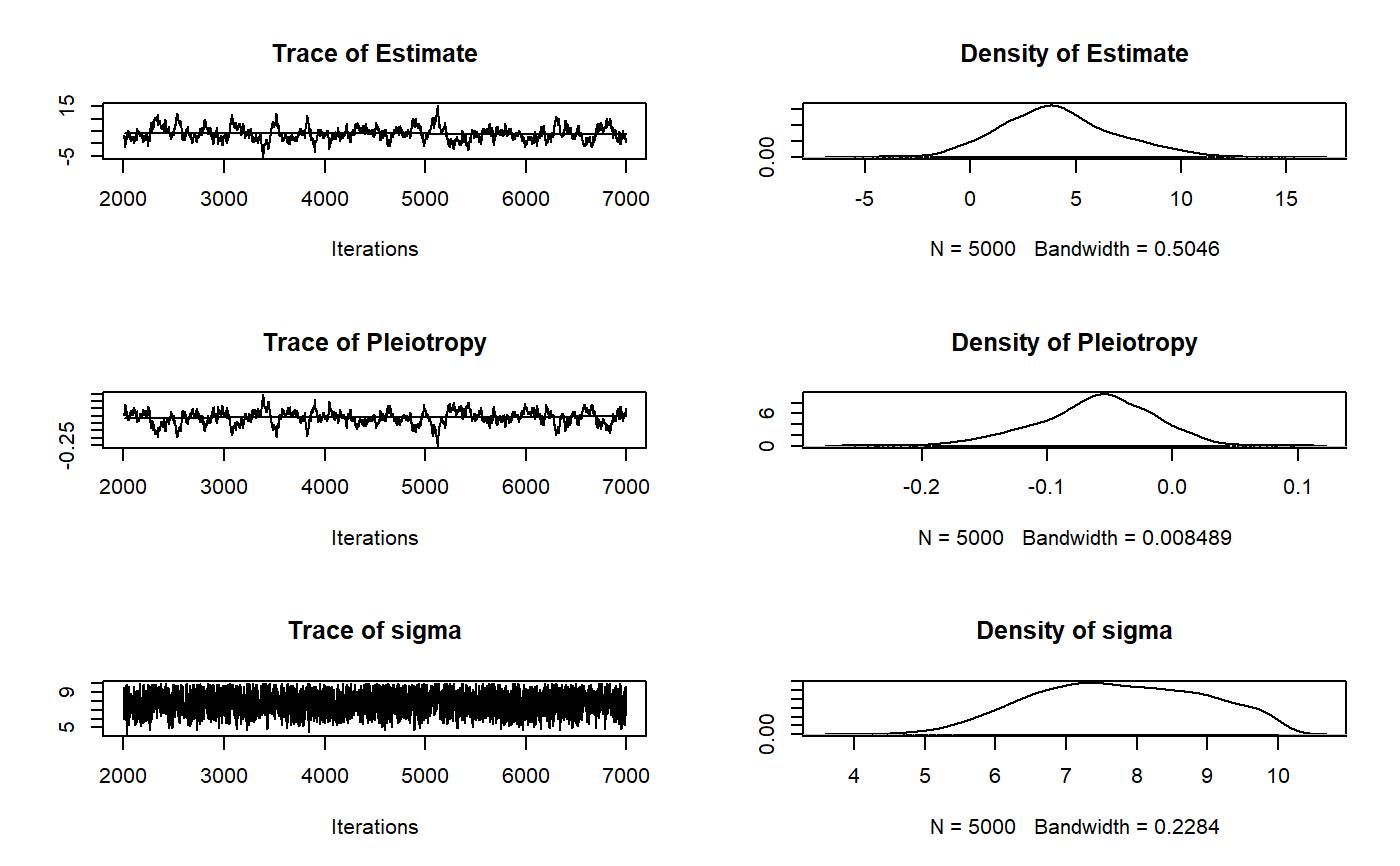 Trace of Estimate
15
-5
2000 3000 4000 5000 6000 7000
Iterations
Density of Estimate
0.00
-5 0 5 10 15
N = 5000 Bandwidth = 0.5046
Trace of Pleiotropy
-0.25
2000 3000 4000 5000 6000 7000
Iterations
Density of Pleiotropy
6
0
-0.2 -0.1 0.0 0.1
N = 5000 Bandwidth = 0.008489
Trace of sigma
9
5
2000 3000 4000 5000 6000 7000
Iterations
Density of sigma
0.00
4 5 6 7 8 9 10
N = 5000 Bandwidth = 0.2284